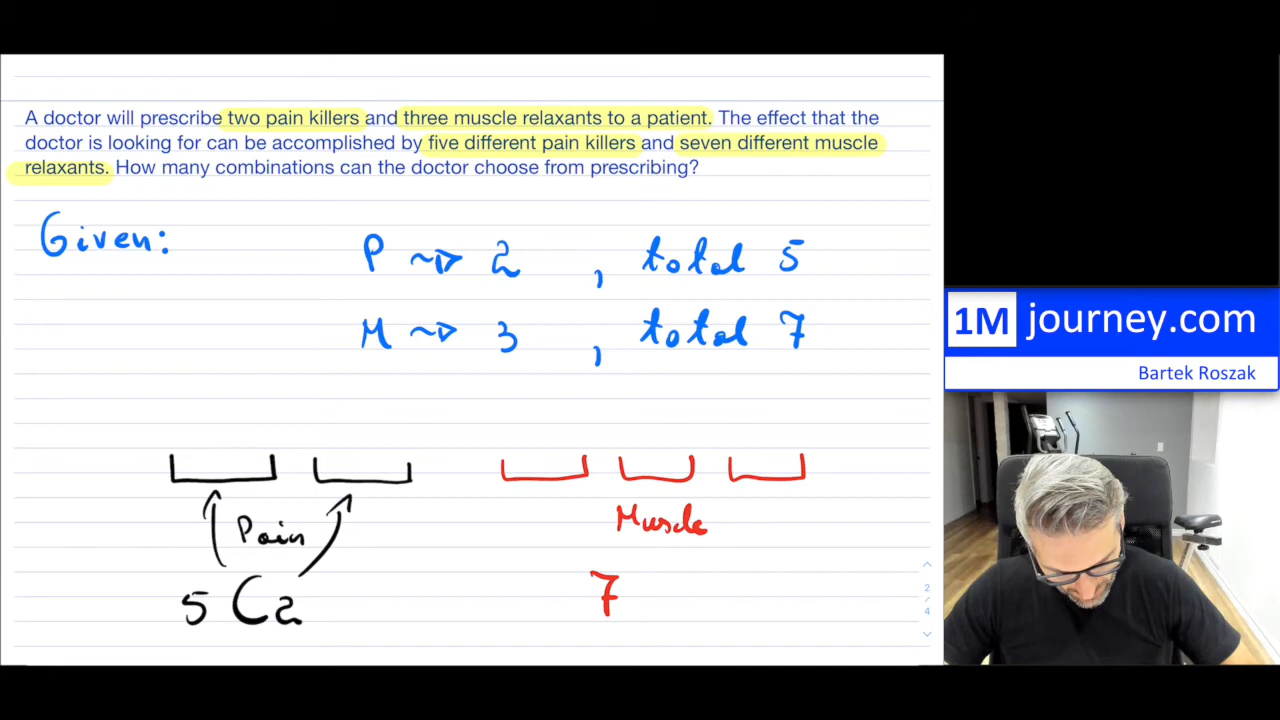 A doctor will prescribe two pain killers and three muscle relaxants to a patient. The effect that the
doctor is looking for can be accomplished by five different pain killers and seven different muscle
relaxants. How many combinations can the doctor choose from prescribing?
Given:
P ~▷ 2 , total 5
M ~▷ 3 , total 7
Pain
Muscle
5 C 2
7
2
/
4
1M journey.com
Bartek Roszak